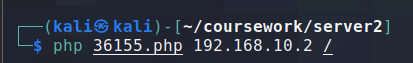 ┌──(kali㉿kali)-[~/coursework/server2]
└─$ php 36155.php 192.168.10.2 /